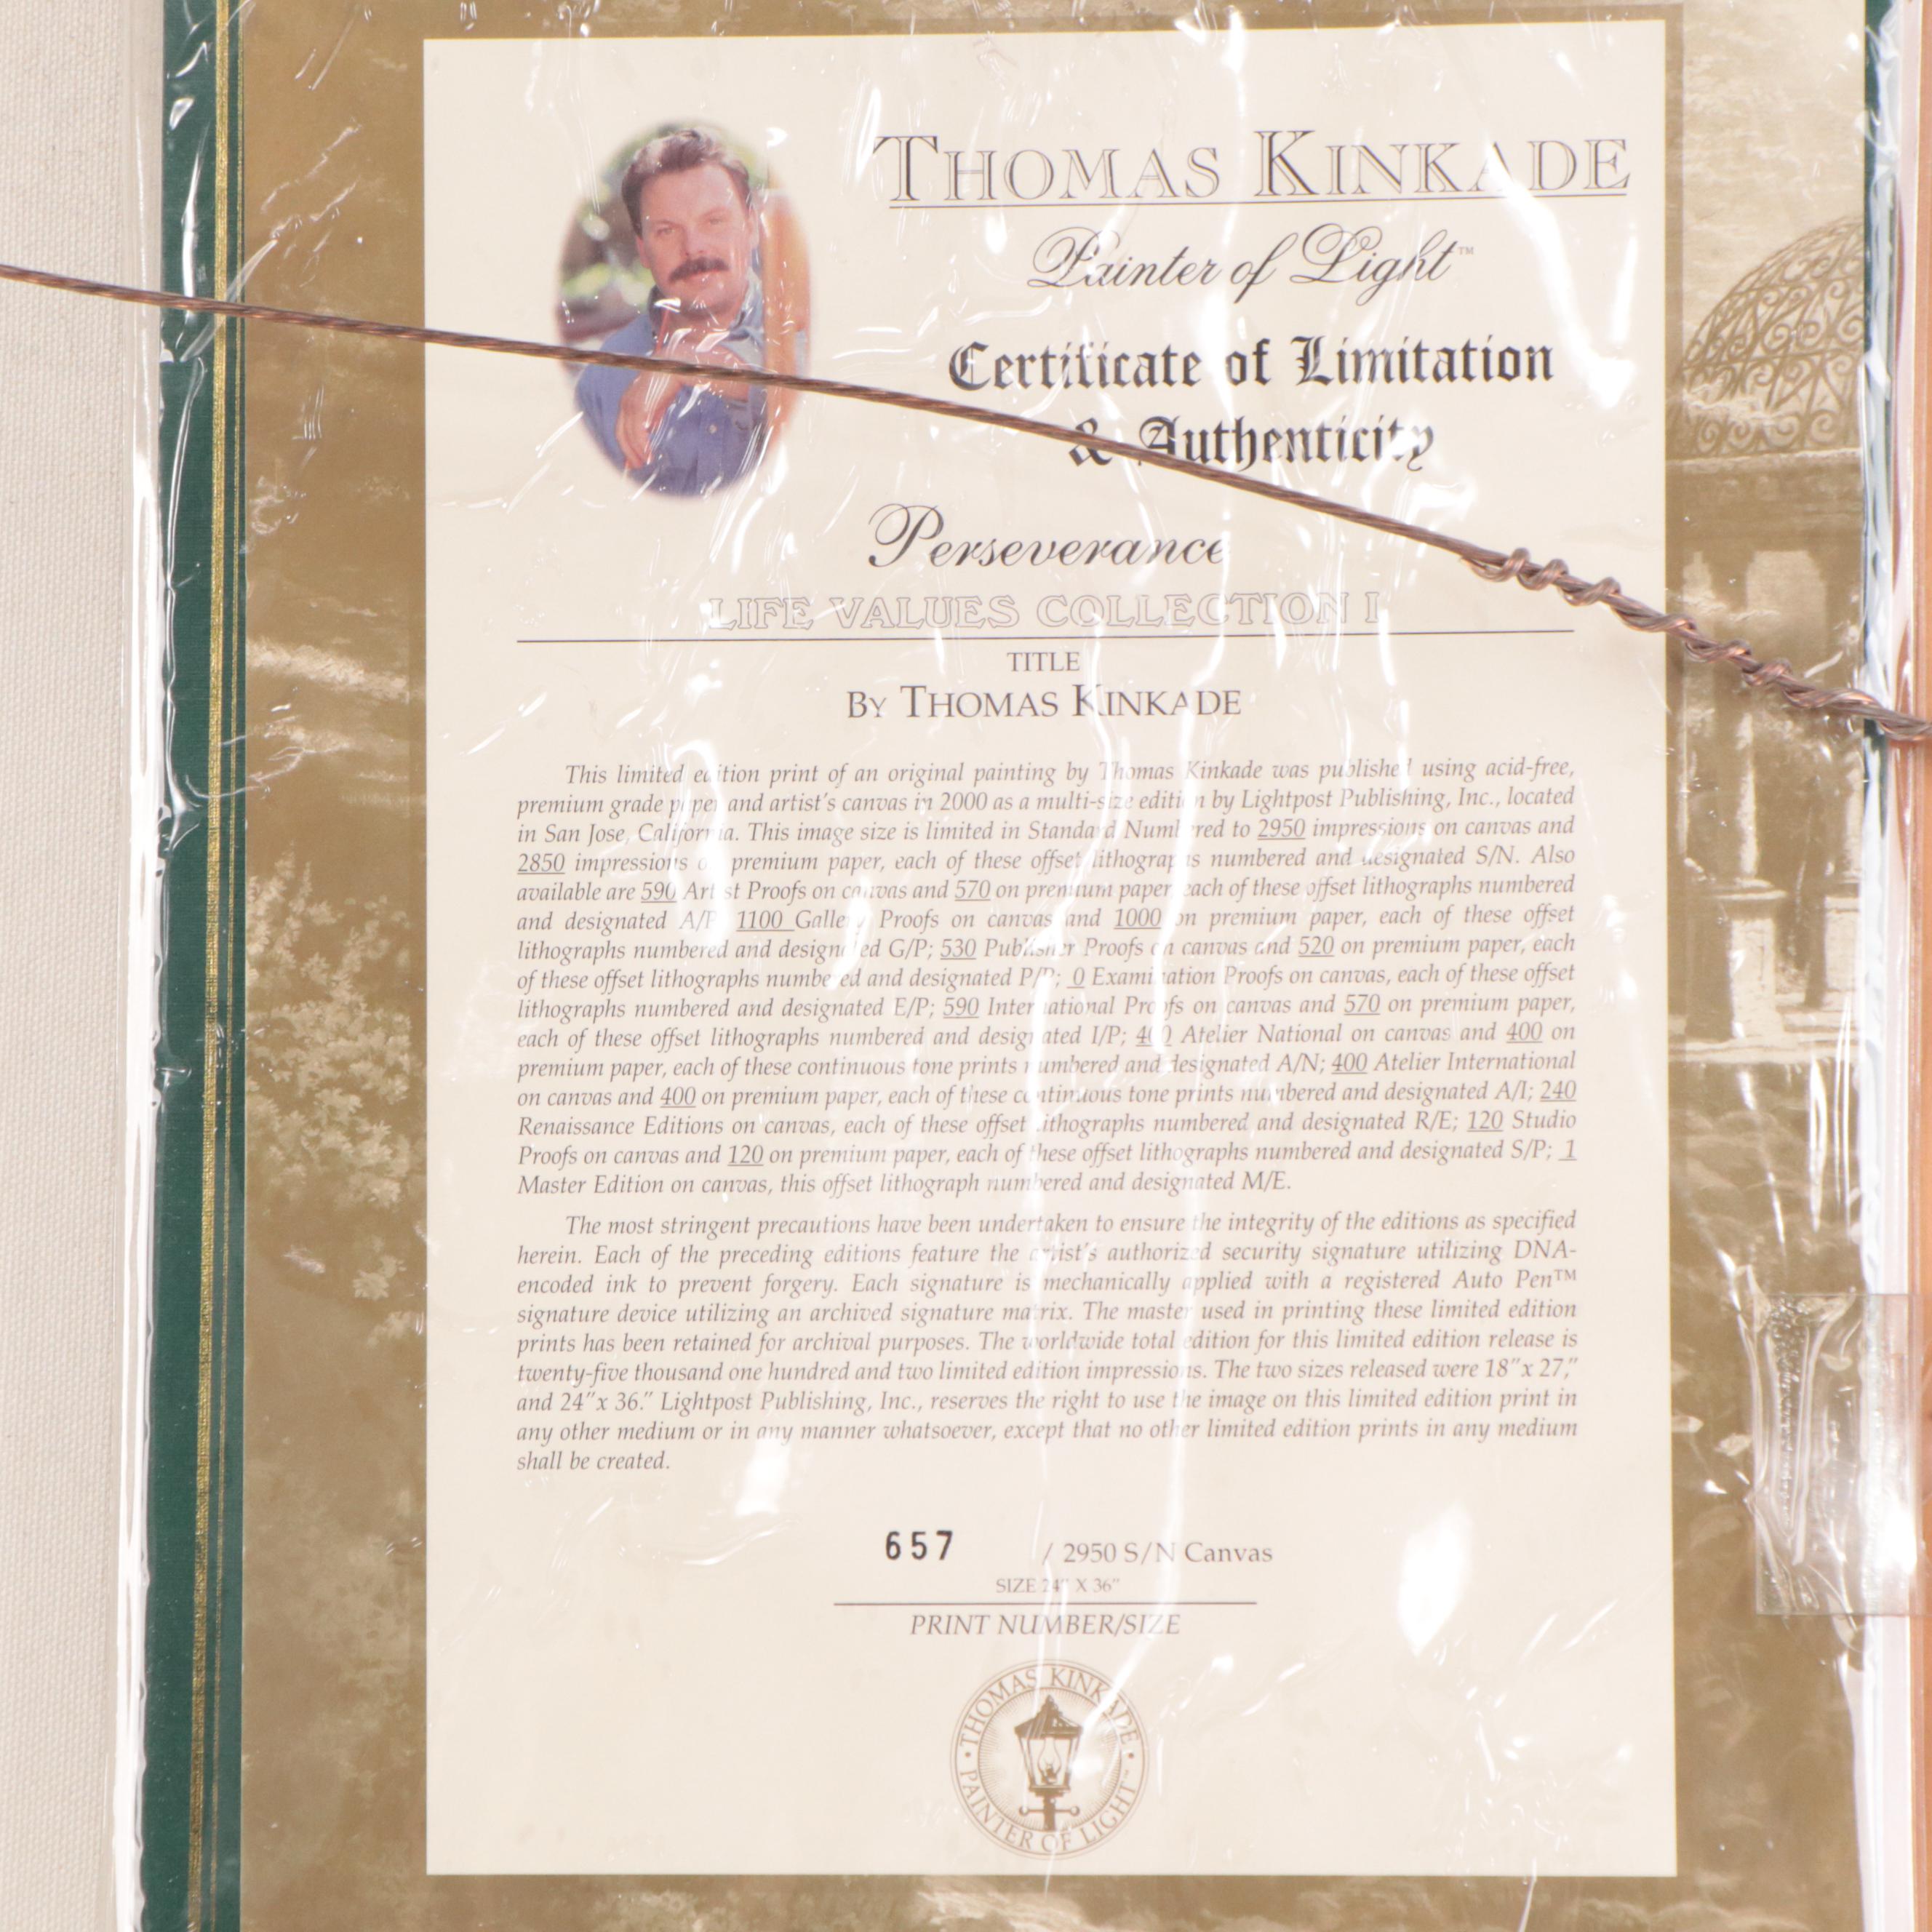 THOMAS KINKADE
Painter of Light™
Certificate of Limitation
& Authenticity
Perseverance
LIFE VALUES COLLECTION I
TITLE
BY THOMAS KINKADE
This limited edition print of an original painting by Thomas Kinkade was published using acid-free,
premium grade paper and artist's canvas in 2000 as a multi-size edition by Lightpost Publishing, Inc., located
in San Jose, California. This image size is limited in Standard Numbered to 2950 impressions on canvas and
2850 impressions on premium paper, each of these offset lithographs numbered and designated S/N. Also
available are 590 Artist Proofs on canvas and 570 on premium paper, each of these offset lithographs numbered
and designated A/P; 1100 Gallery Proofs on canvas and 1000 on premium paper, each of these offset
lithographs numbered and designated G/P; 530 Publisher Proofs on canvas and 520 on premium paper, each
of these offset lithographs numbered and designated P/P; 0 Examination Proofs on canvas, each of these offset
lithographs numbered and designated E/P; 590 International Proofs on canvas and 570 on premium paper,
each of these offset lithographs numbered and designated I/P; 400 Atelier National on canvas and 400 on
premium paper, each of these continuous tone prints numbered and designated A/N; 400 Atelier International
on canvas and 400 on premium paper, each of these continuous tone prints numbered and designated A/I; 240
Renaissance Editions on canvas, each of these offset lithographs numbered and designated R/E; 120 Studio
Proofs on canvas and 120 on premium paper, each of these offset lithographs numbered and designated S/P; 1
Master Edition on canvas, this offset lithograph numbered and designated M/E.
The most stringent precautions have been undertaken to ensure the integrity of the editions as specified
herein. Each of the preceding editions feature the artist's authorized security signature utilizing DNA-
encoded ink to prevent forgery. Each signature is mechanically applied with a registered Auto Pen™
signature device utilizing an archived signature matrix. The master used in printing these limited edition
prints has been retained for archival purposes. The worldwide total edition for this limited edition release is
twenty-five thousand one hundred and two limited edition impressions. The two sizes released were 18" x 27,"
and 24" x 36." Lightpost Publishing, Inc., reserves the right to use the image on this limited edition print in
any other medium or in any manner whatsoever, except that no other limited edition prints in any medium
shall be created.
657 / 2950 S/N Canvas
SIZE 24" X 36"
PRINT NUMBER/SIZE
THOMAS KINKADE
PAINTER OF LIGHT™